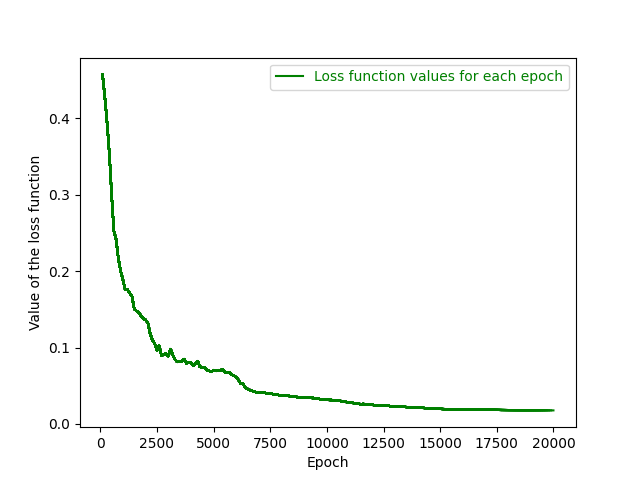 Loss function values for each epoch
Value of the loss function
0.4
0.3
0.2
0.1
0.0
0 2500 5000 7500 10000 12500 15000 17500 20000
Epoch